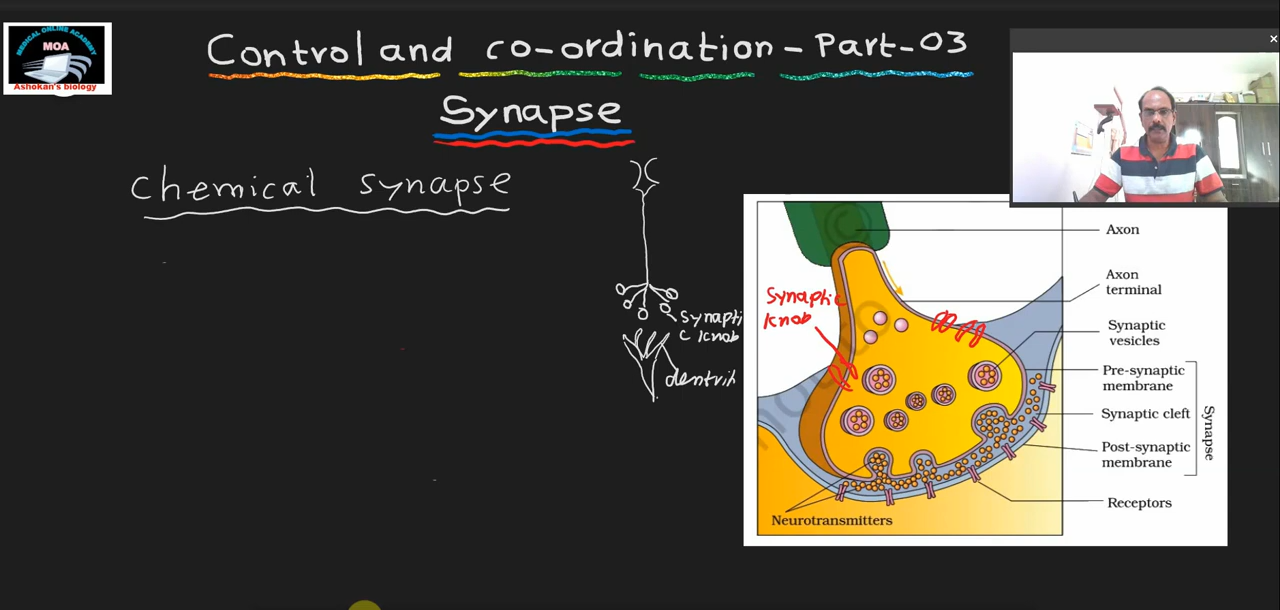 MEDICAL ONLINE ACADEMY
MOA
Ashokan's biology
Control and co-ordination - Part-03
Synapse
Chemical synapse
synapti
c knob
dentrit
Synaptic
knob
Axon
Axon
terminal
Synaptic
vesicles
Pre-synaptic
membrane
Synaptic cleft
Post-synaptic
membrane
Synapse
Receptors
Neurotransmitters